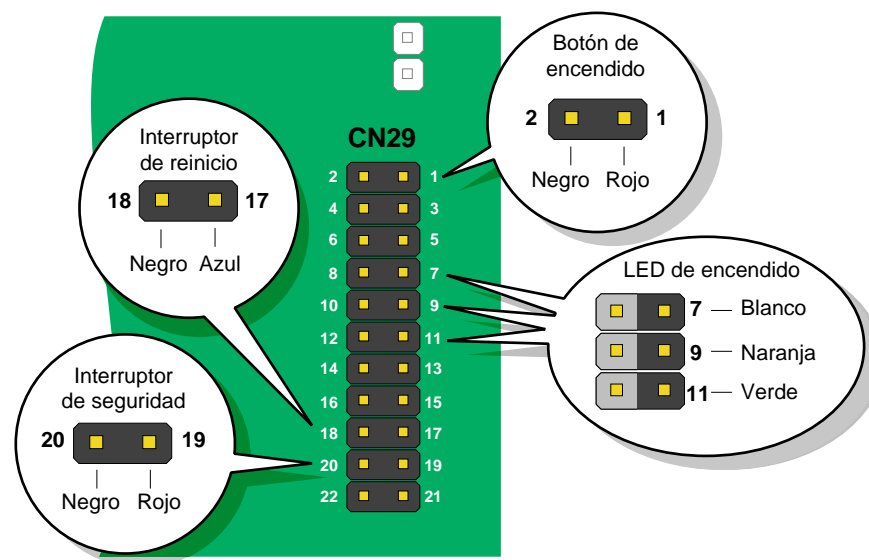 Botón de
encendido
2 1
Negro Rojo
Interruptor
de reinicio
18 17
Negro Azul
CN29
2 1
4 3
6 5
8 7
10 9
12 11
14 13
16 15
18 17
20 19
22 21
LED de encendido
7 Blanco
9 Naranja
11 Verde
Interruptor
de seguridad
20 19
Negro Rojo